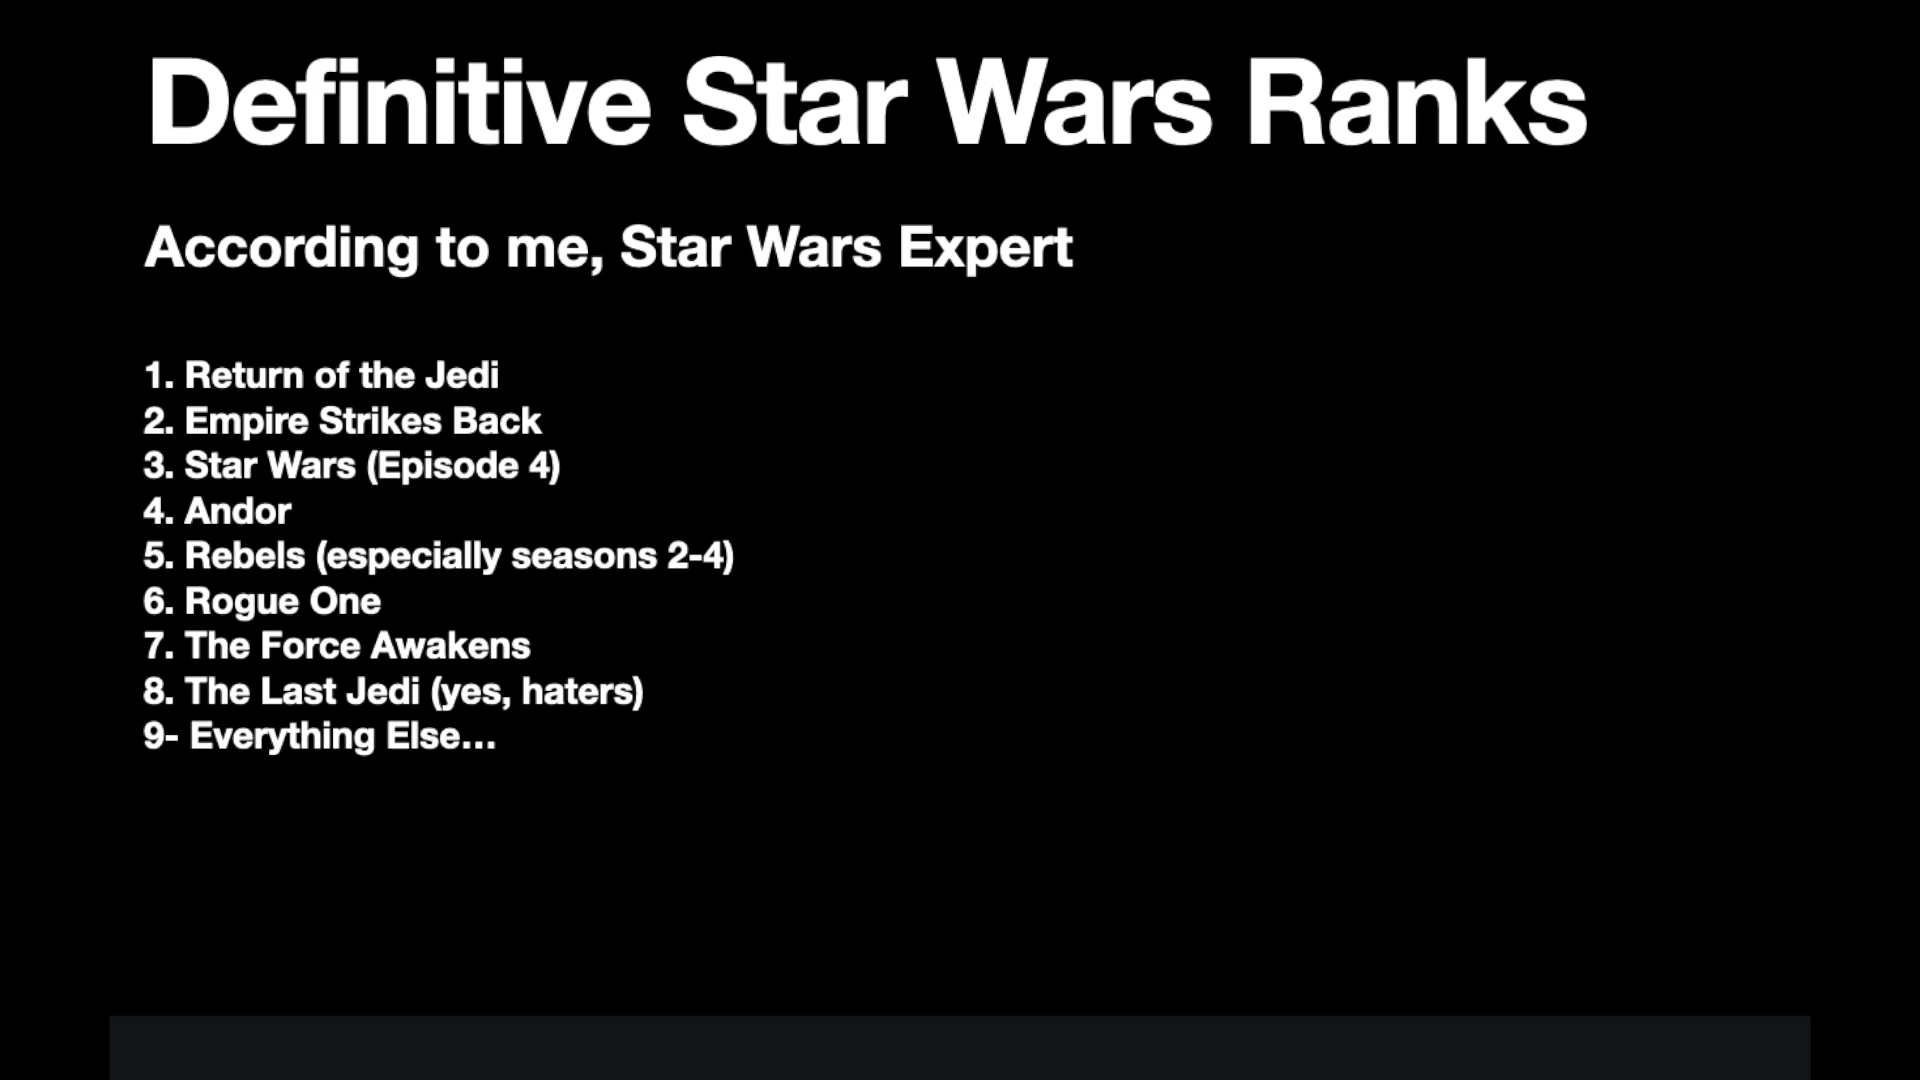 Definitive Star Wars Ranks
According to me, Star Wars Expert
1. Return of the Jedi
2. Empire Strikes Back
3. Star Wars (Episode 4)
4. Andor
5. Rebels (especially seasons 2-4)
6. Rogue One
7. The Force Awakens
8. The Last Jedi (yes, haters)
9- Everything Else...